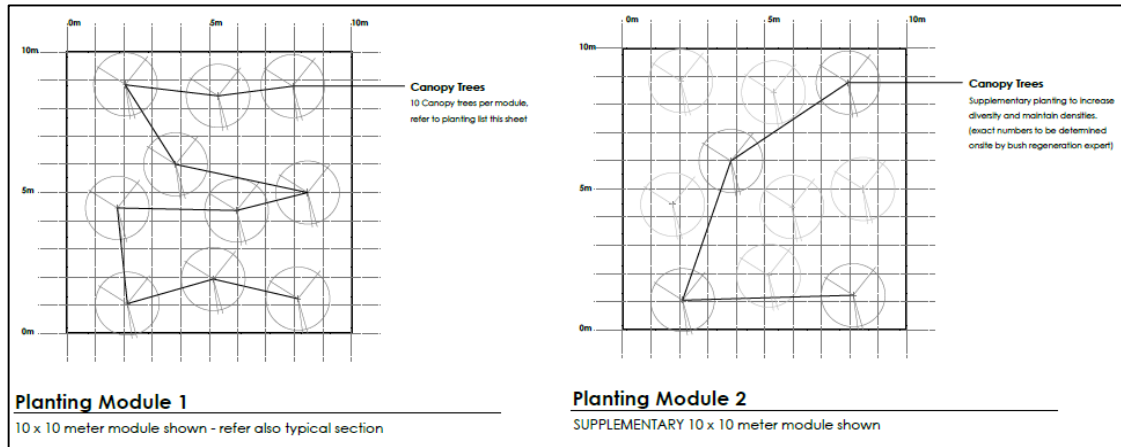 0m 5m 10m
10m
Canopy Trees
10 Canopy trees per module,
refer to planting list this sheet
5m
0m
Planting Module 1
10 x 10 meter module shown - refer also typical section
0m 5m 10m
10m
Canopy Trees
Supplementary planting to increase
diversity and maintain densities.
(exact numbers to be determined
onsite by bush regeneration expert)
5m
0m
Planting Module 2
SUPPLEMENTARY 10 x 10 meter module shown